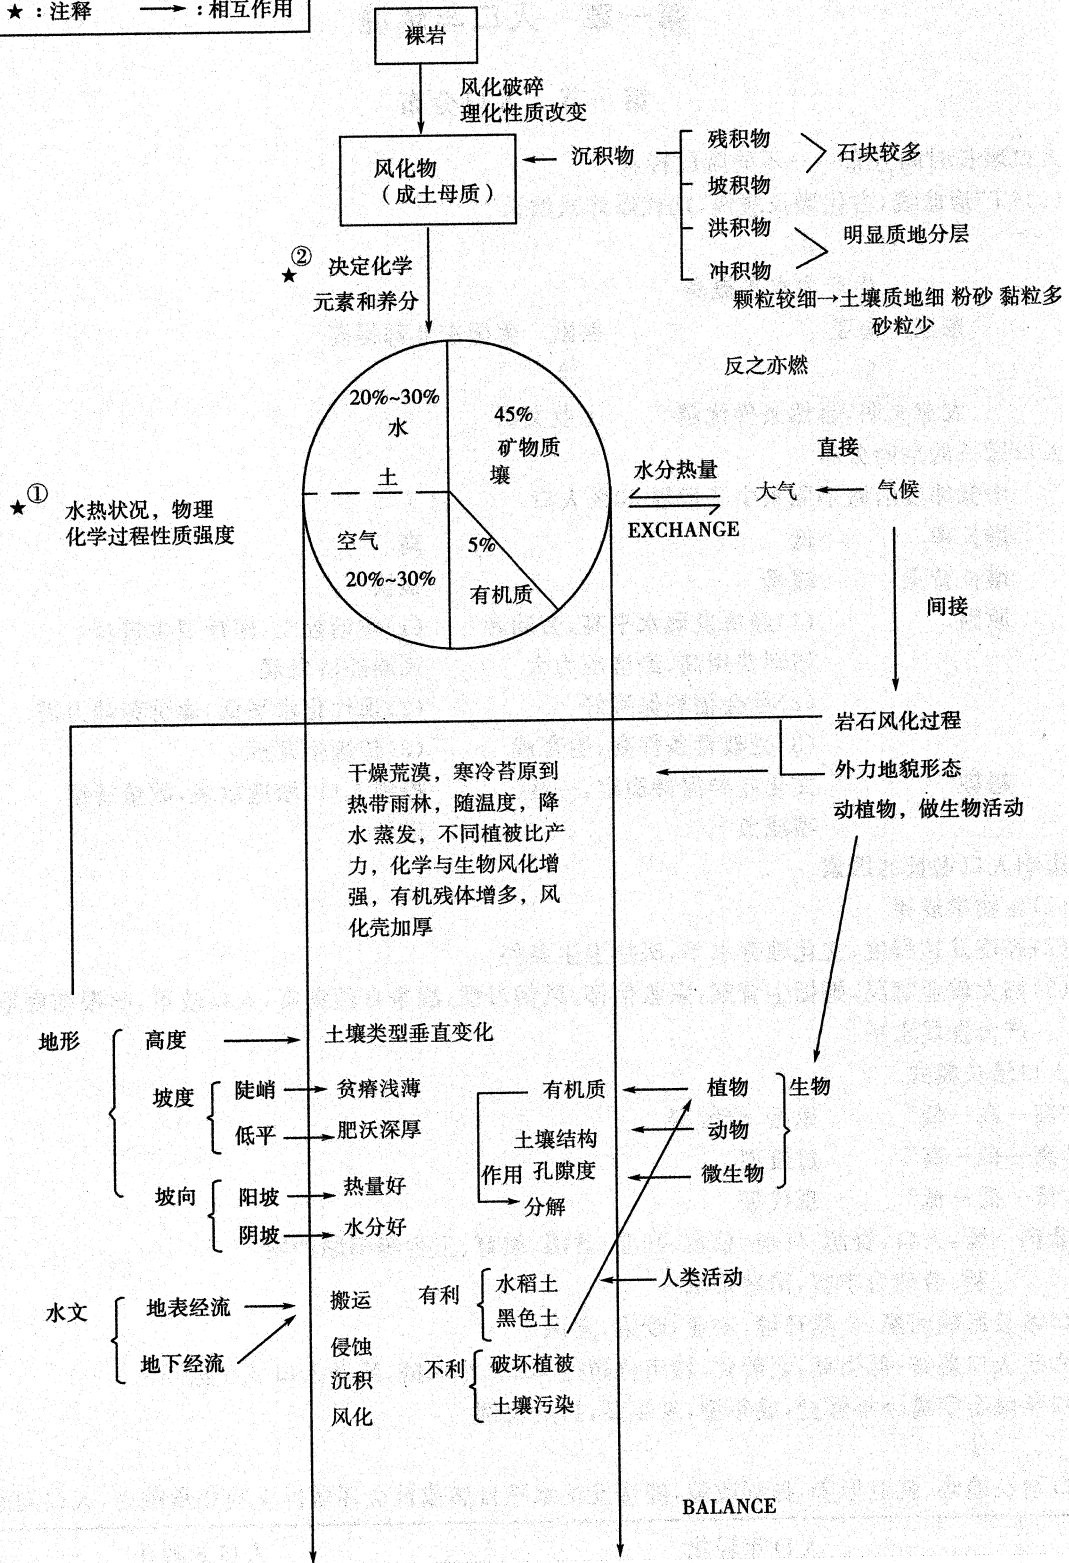 ★：注释 ⟶：相互作用
裸岩
风化破碎
理化性质改变
风化物
（成土母质）
沉积物
残积物
坡积物
石块较多
洪积物
冲积物
明显质地分层
颗粒较细→土壤质地细 粉砂 黏粒多
砂粒少
反之亦燃
★②
决定化学
元素和养分
20%~30%
水
土
45%
矿物质
壤
空气
20%~30%
5%
有机质
★①
水热状况，物理
化学过程性质强度
水分热量
EXCHANGE
大气
直接
气候
间接
岩石风化过程
外力地貌形态
动植物，做生物活动
干燥荒漠，寒冷苔原到
热带雨林，随温度，降
水 蒸发，不同植被比产
力，化学与生物风化增
强，有机残体增多，风
化壳加厚
地形
高度
土壤类型垂直变化
坡度
陡峭
贫瘠浅薄
低平
肥沃深厚
坡向
阳坡
热量好
阴坡
水分好
有机质
植物
生物
土壤结构
动物
作用
孔隙度
微生物
分解
水文
地表经流
地下经流
搬运
侵蚀
沉积
风化
有利
水稻土
黑色土
人类活动
不利
破坏植被
土壤污染
BALANCE